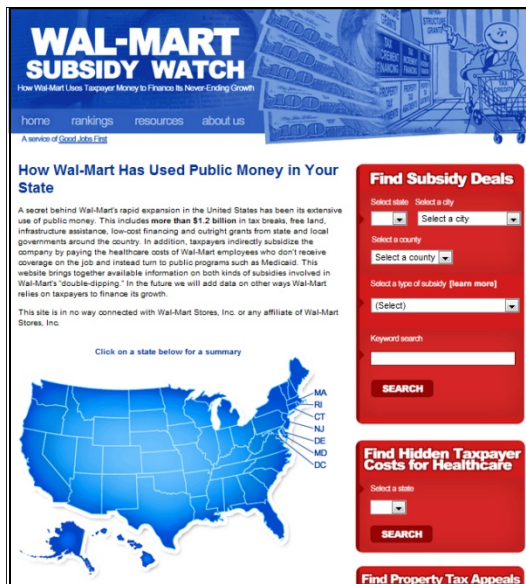 WAL-MART
SUBSIDY WATCH
How Wal-Mart Uses Taxpayer Money to Finance Its Never-Ending Growth
home rankings resources about us
A service of Good Jobs First
STRUCTURE
GRANTS
TAX
INCREMENT
FINANCING
PROPERTY
TAX
TAX
CREDIT
How Wal-Mart Has Used Public Money in Your
State
A secret behind Wal-Mart's rapid expansion in the United States has been its extensive
use of public money. This includes more than $1.2 billion in tax breaks, free land,
infrastructure assistance, low-cost financing and outright grants from state and local
governments around the country. In addition, taxpayers indirectly subsidize the
company by paying the healthcare costs of Wal-Mart employees who don't receive
coverage on the job and instead turn to public programs such as Medicaid. This
website brings together available information on both kinds of subsidies involved in
Wal-Mart's "double-dipping." In the future we will add data on other ways Wal-Mart
relies on taxpayers to finance its growth.
This site is in no way connected with Wal-Mart Stores, Inc. or any affiliate of Wal-Mart
Stores, Inc.
Click on a state below for a summary
MA
RI
CT
NJ
DE
MD
DC
Find Subsidy Deals
Select state Select a city
Select a city
Select a county
Select a county
Select a type of subsidy [learn more]
(Select)
Keyword search
SEARCH
Find Hidden Taxpayer
Costs for Healthcare
Select a state
SEARCH
Find Property Tax Appeals